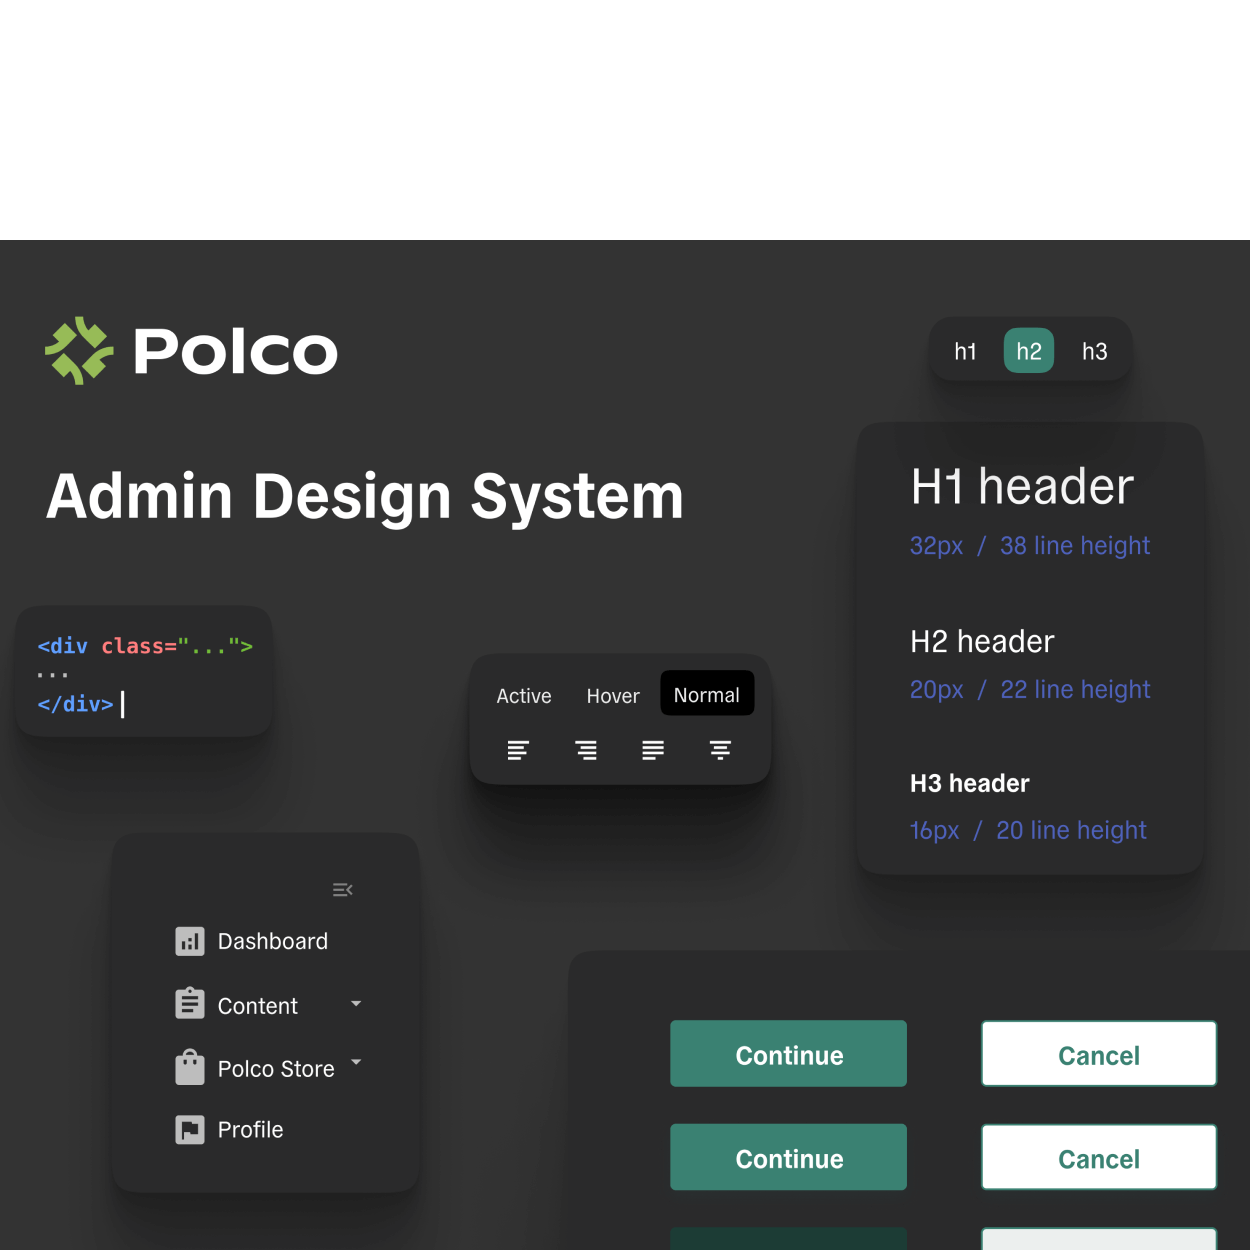 Polco
h1 h2 h3
Admin Design System
H1 header
32px / 38 line height
H2 header
20px / 22 line height
H3 header
16px / 20 line height
<div class="...">
...
</div>
Active Hover Normal
Dashboard
Content
Polco Store
Profile
Continue Cancel
Continue Cancel